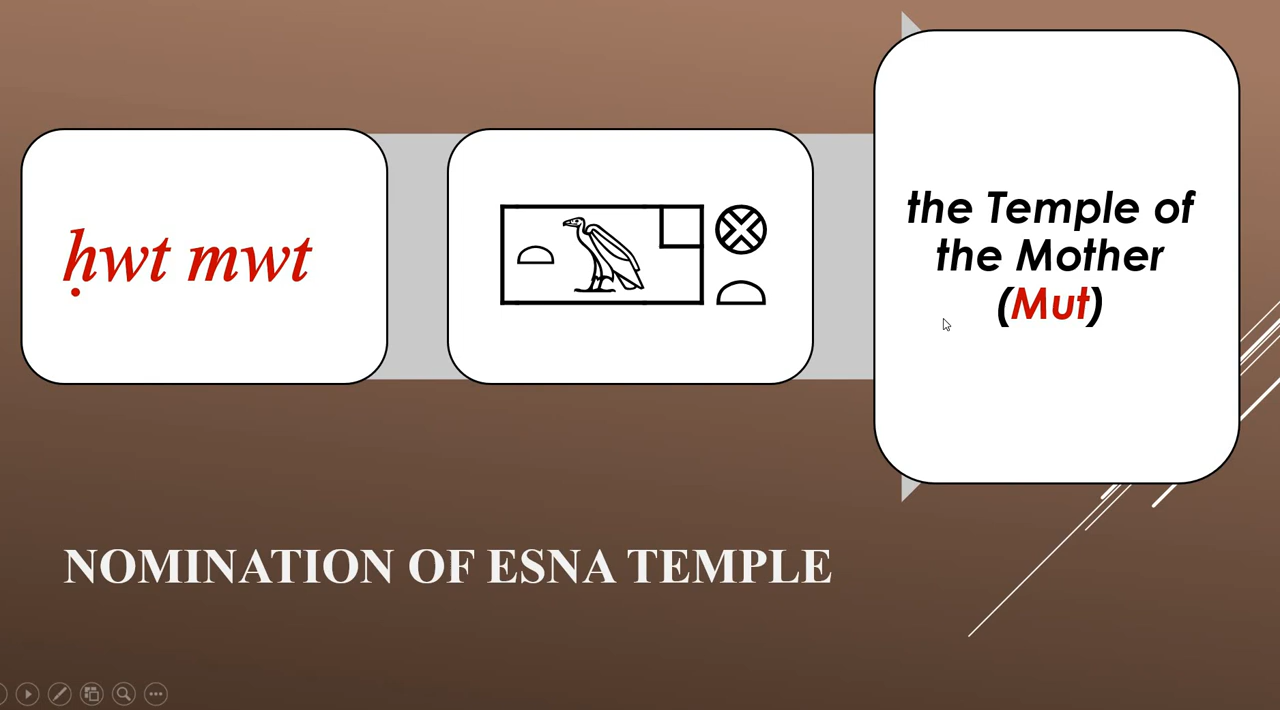 ḥwt mwt
the Temple of
the Mother
(Mut)
NOMINATION OF ESNA TEMPLE